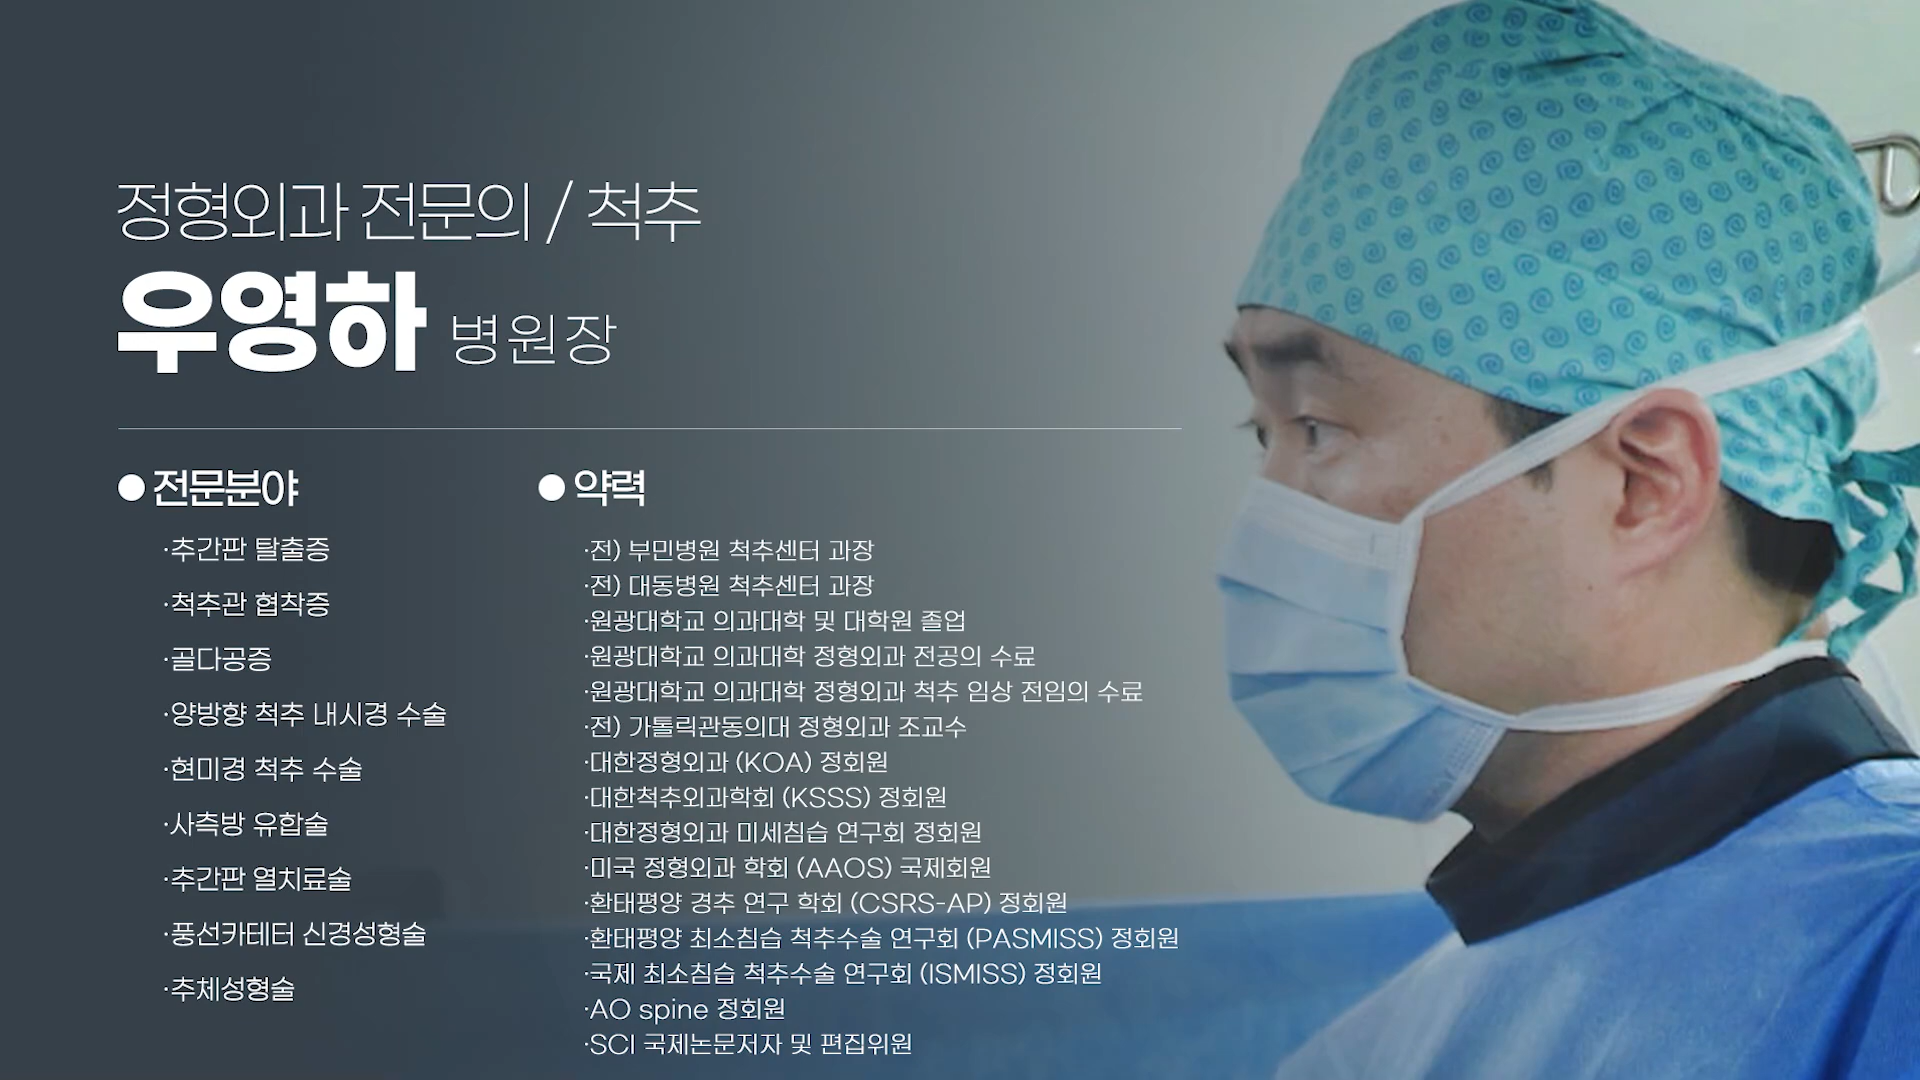 정형외과 전문의 / 척추
우영하 병원장
● 전문분야
·추간판 탈출증
·척추관 협착증
·골다공증
·양방향 척추 내시경 수술
·현미경 척추 수술
·사측방 유합술
·추간판 열치료술
·풍선카테터 신경성형술
·추체성형술
● 약력
·전) 부민병원 척추센터 과장
·전) 대동병원 척추센터 과장
·원광대학교 의과대학 및 대학원 졸업
·원광대학교 의과대학 정형외과 전공의 수료
·원광대학교 의과대학 정형외과 척추 임상 전임의 수료
·전) 가톨릭관동의대 정형외과 조교수
·대한정형외과 (KOA) 정회원
·대한척추외과학회 (KSSS) 정회원
·대한정형외과 미세침습 연구회 정회원
·미국 정형외과 학회 (AAOS) 국제회원
·환태평양 경추 연구 학회 (CSRS-AP) 정회원
·환태평양 최소침습 척추수술 연구회 (PASMISS) 정회원
·국제 최소침습 척추수술 연구회 (ISMISS) 정회원
·AO spine 정회원
·SCI 국제논문저자 및 편집위원